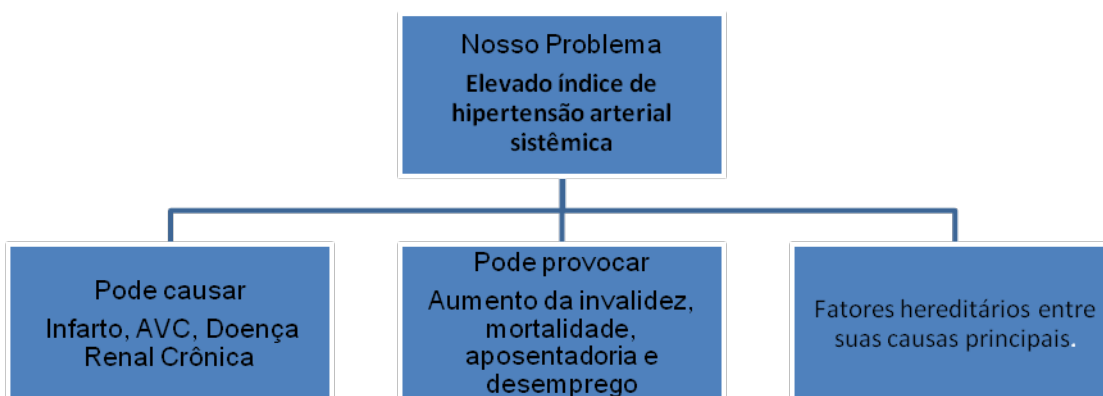 Nosso Problema
Elevado índice de
hipertensão arterial
sistêmica
Pode causar
Infarto, AVC, Doença
Renal Crônica
Pode provocar
Aumento da invalidez,
mortalidade,
aposentadoria e
desemprego
Fatores hereditários entre
suas causas principais.